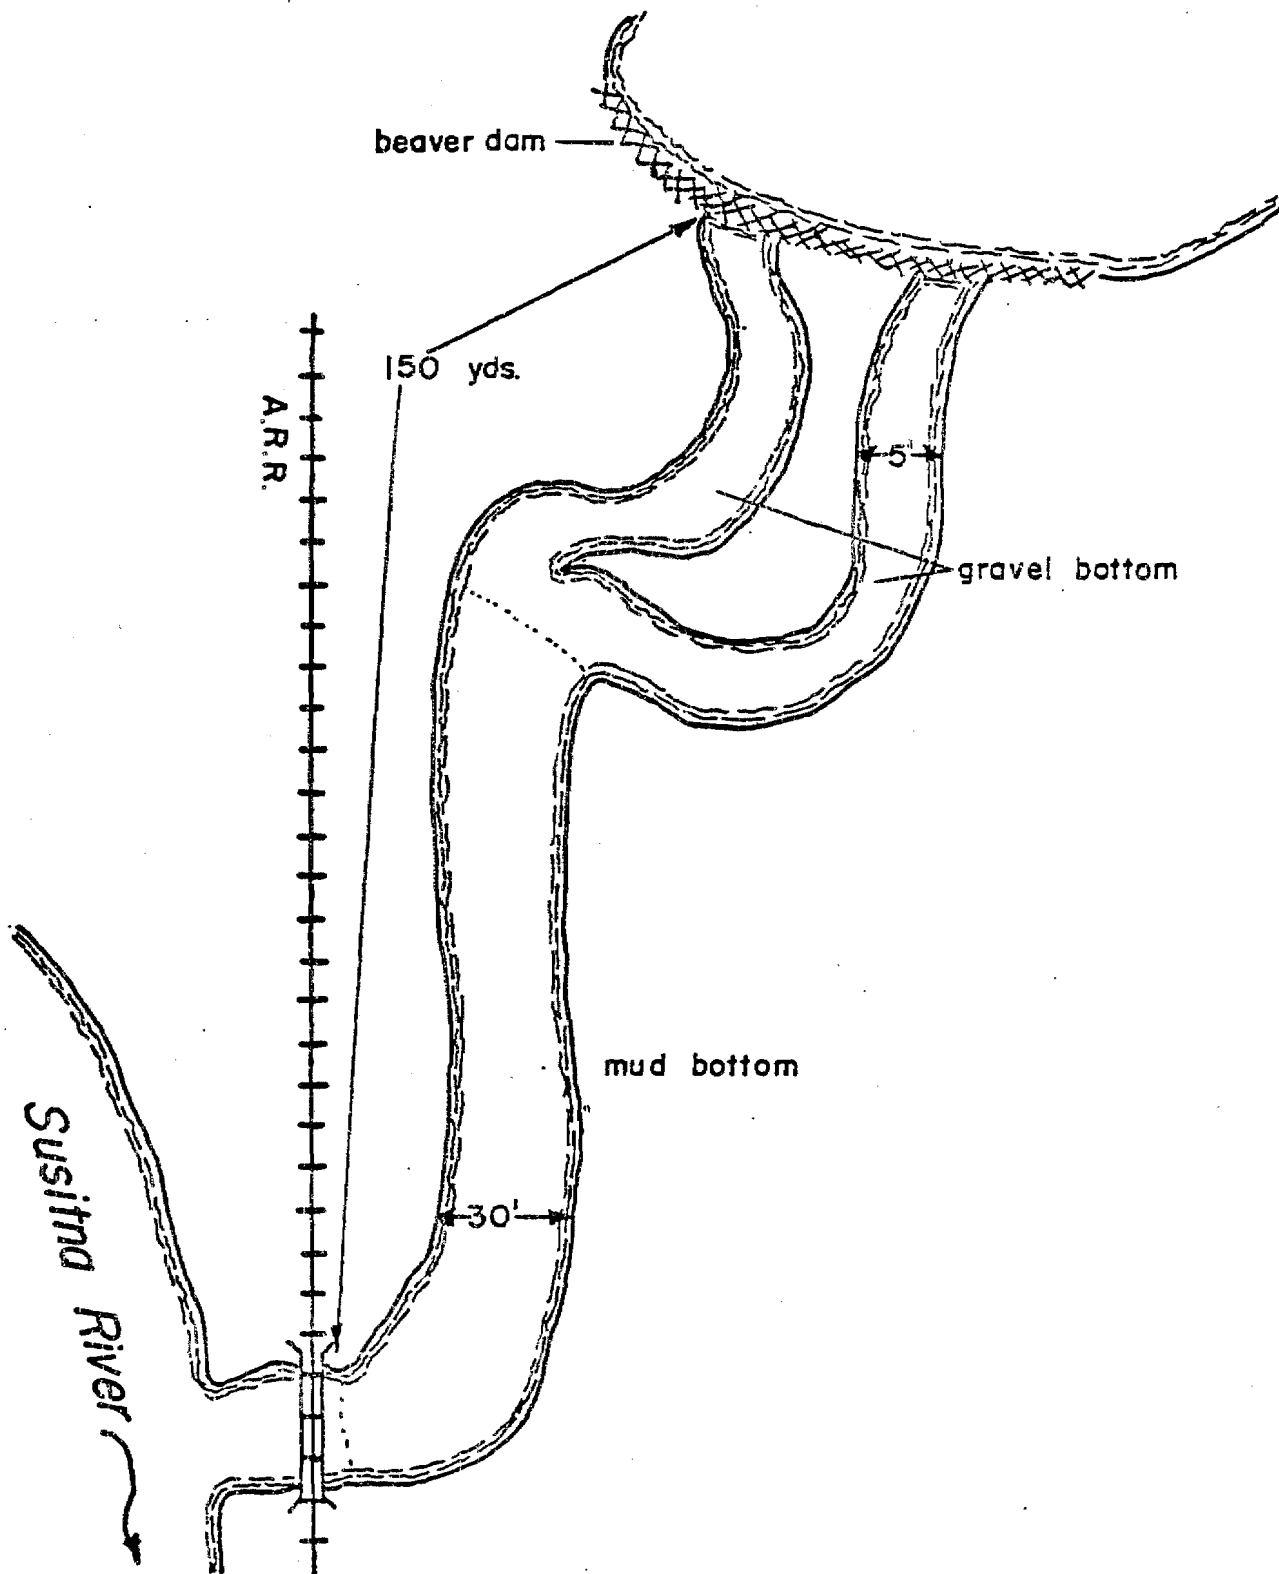 beaver dam
150 yds.
A.R.R.
5'
gravel bottom
mud bottom
30'
Susitna River